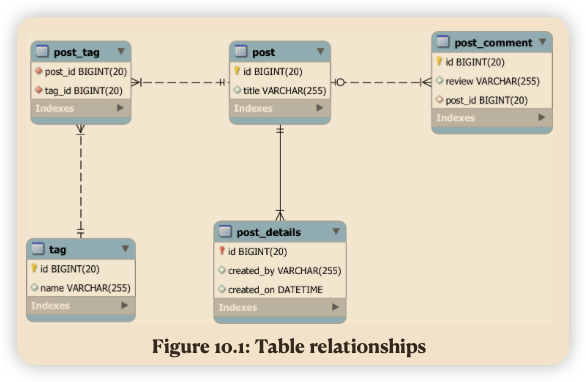 post_tag
post_id BIGINT(20)
tag_id BIGINT(20)
Indexes
post
id BIGINT(20)
title VARCHAR(255)
Indexes
post_comment
id BIGINT(20)
review VARCHAR(255)
post_id BIGINT(20)
Indexes
tag
id BIGINT(20)
name VARCHAR(255)
Indexes
post_details
id BIGINT(20)
created_by VARCHAR(255)
created_on DATETIME
Indexes
Figure 10.1: Table relationships